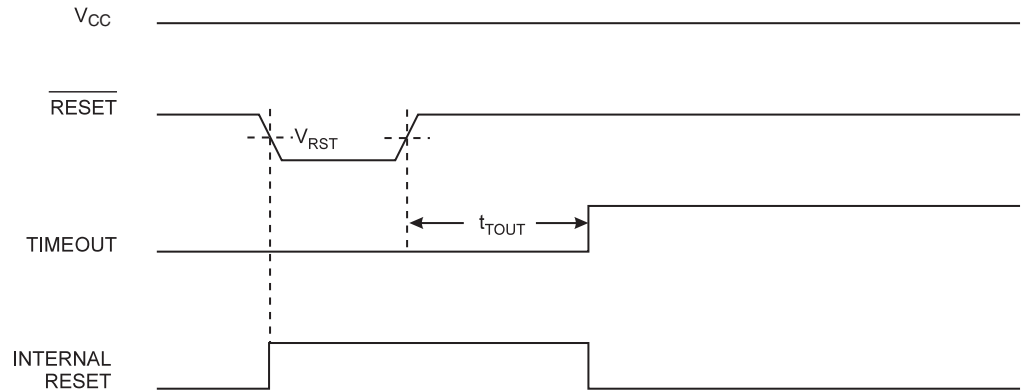 VCC
RESET
VRST
tTOUT
TIMEOUT
INTERNAL
RESET